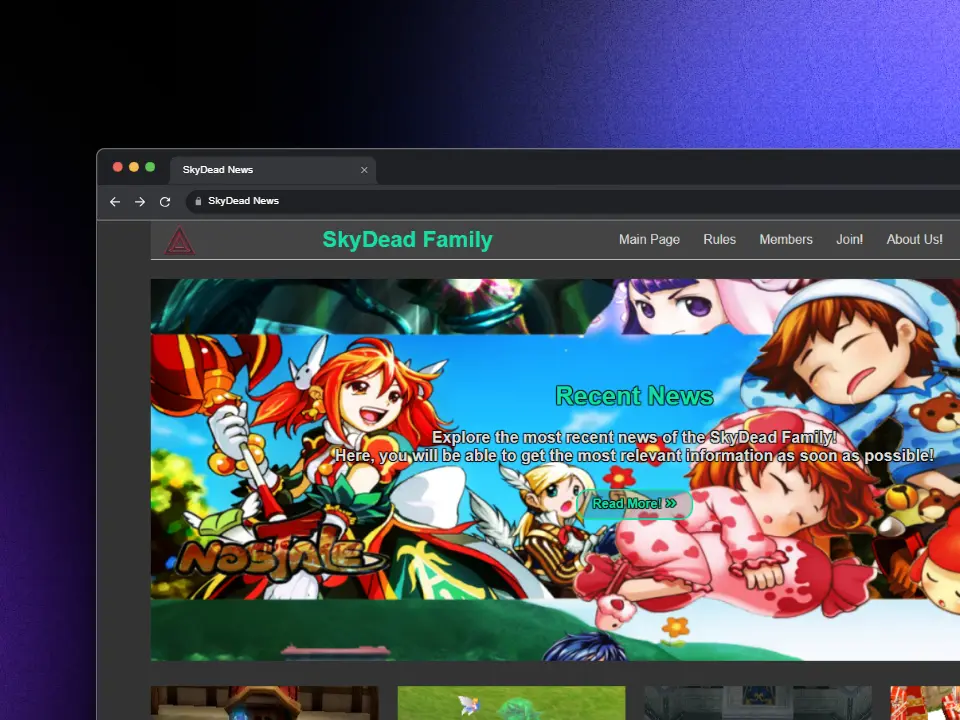 SkyDead News
SkyDead News
SkyDead Family
Main Page
Rules
Members
Join!
About Us!
Recent News
Explore the most recent news of the SkyDead Family!
Here, you will be able to get the most relevant information as soon as possible!
Read More! »
NosTale